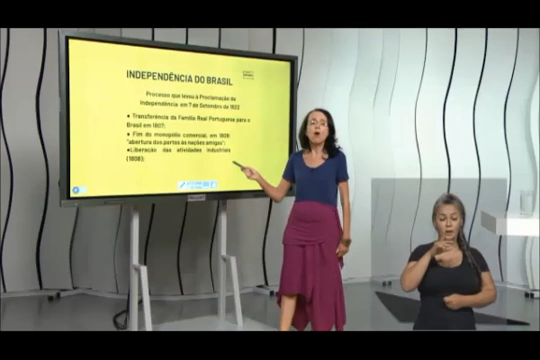 INDEPENDÊNCIA DO BRASIL
Processo que levou à Proclamação de
Independência em 7 de Setembro de 1822
● Transferência da Família Real Portuguesa para o
Brasil em 1807;
● Fim do monopólio comercial, em 1808:
"abertura dos portos às nações amigas";
●Liberação das atividades industriais
(1808);